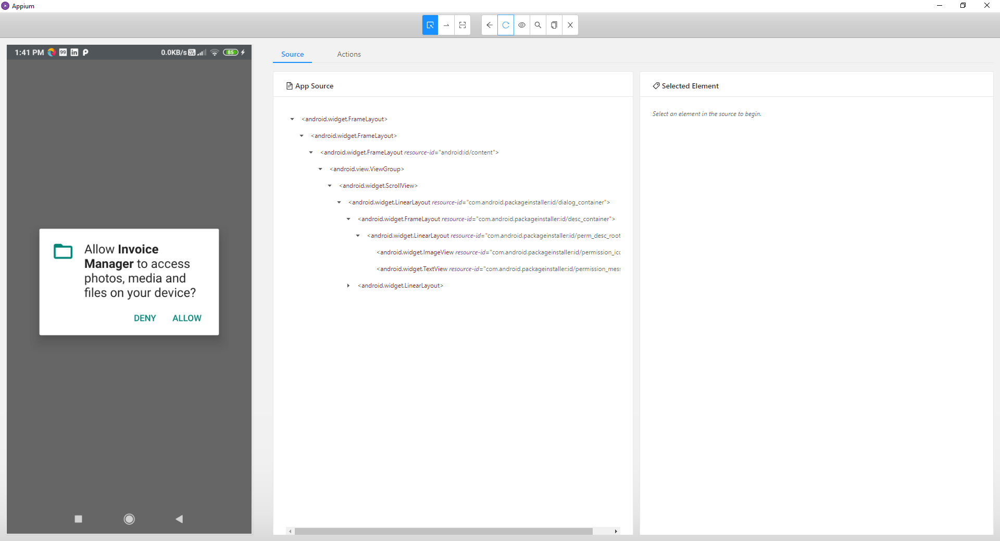 Appium
1:41 PM 99 in P 0.0KB/s VoLTE 85
Source Actions
App Source
Selected Element
Select an element in the source to begin.
<android.widget.FrameLayout>
<android.widget.FrameLayout>
<android.widget.FrameLayout resource-id="android:id/content">
<android.view.ViewGroup>
<android.widget.ScrollView>
<android.widget.LinearLayout resource-id="com.android.packageinstaller:id/dialog_container">
<android.widget.FrameLayout resource-id="com.android.packageinstaller:id/desc_container">
<android.widget.LinearLayout resource-id="com.android.packageinstaller:id/perm_desc_root
<android.widget.ImageView resource-id="com.android.packageinstaller:id/permission_ico
<android.widget.TextView resource-id="com.android.packageinstaller:id/permission_mes
<android.widget.LinearLayout>
Allow Invoice
Manager to access
photos, media and
files on your device?
DENY ALLOW